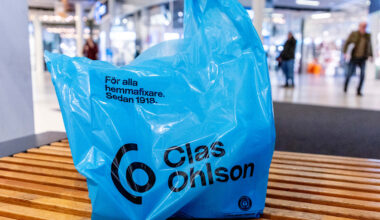 För alla
hemmafixare.
Sedan 1918.
Clas
Ohlson